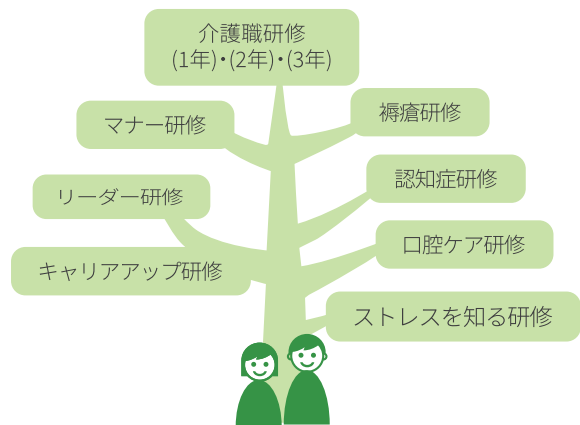 介護職研修
(1年)・(2年)・(3年)
マナー研修
褥瘡研修
認知症研修
リーダー研修
口腔ケア研修
キャリアアップ研修
ストレスを知る研修